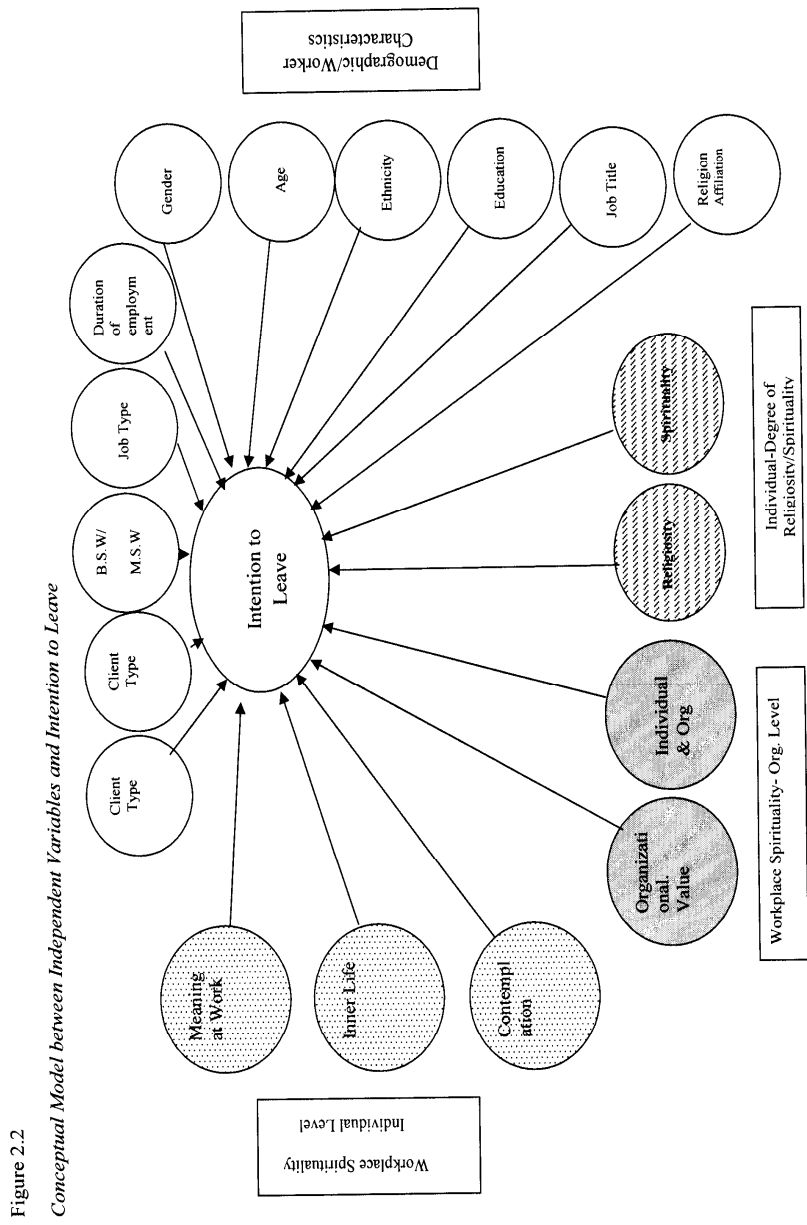 Figure 2.2
Conceptual Model between Independent Variables and Intention to Leave
Client
Type
Client
Type
B.S.W/
M.S.W
Job Type
Duration
of
employm
ent
Gender
Age
Ethnicity
Education
Job Title
Religion
Affiliation
Demographic/Worker
Characteristics
Intention to
Leave
Meaning
at Work
Inner Life
Contempl
ation
Workplace Spirituality
Individual Level
Organizati
onal.
Value
Individual
& Org
Workplace Spirituality- Org. Level
Religiosity
Spirituality
Individual-Degree of
Religiosity/Spirituality